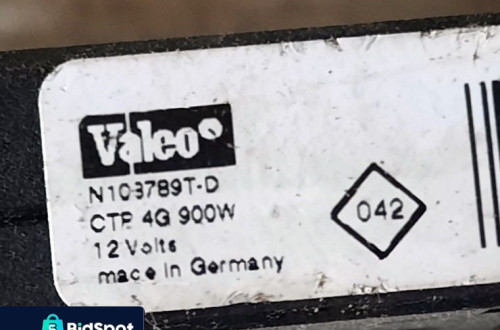 Valeo
N103789T-D
CTP 4G 900W
12 Volts
made in Germany
042
BidSpot